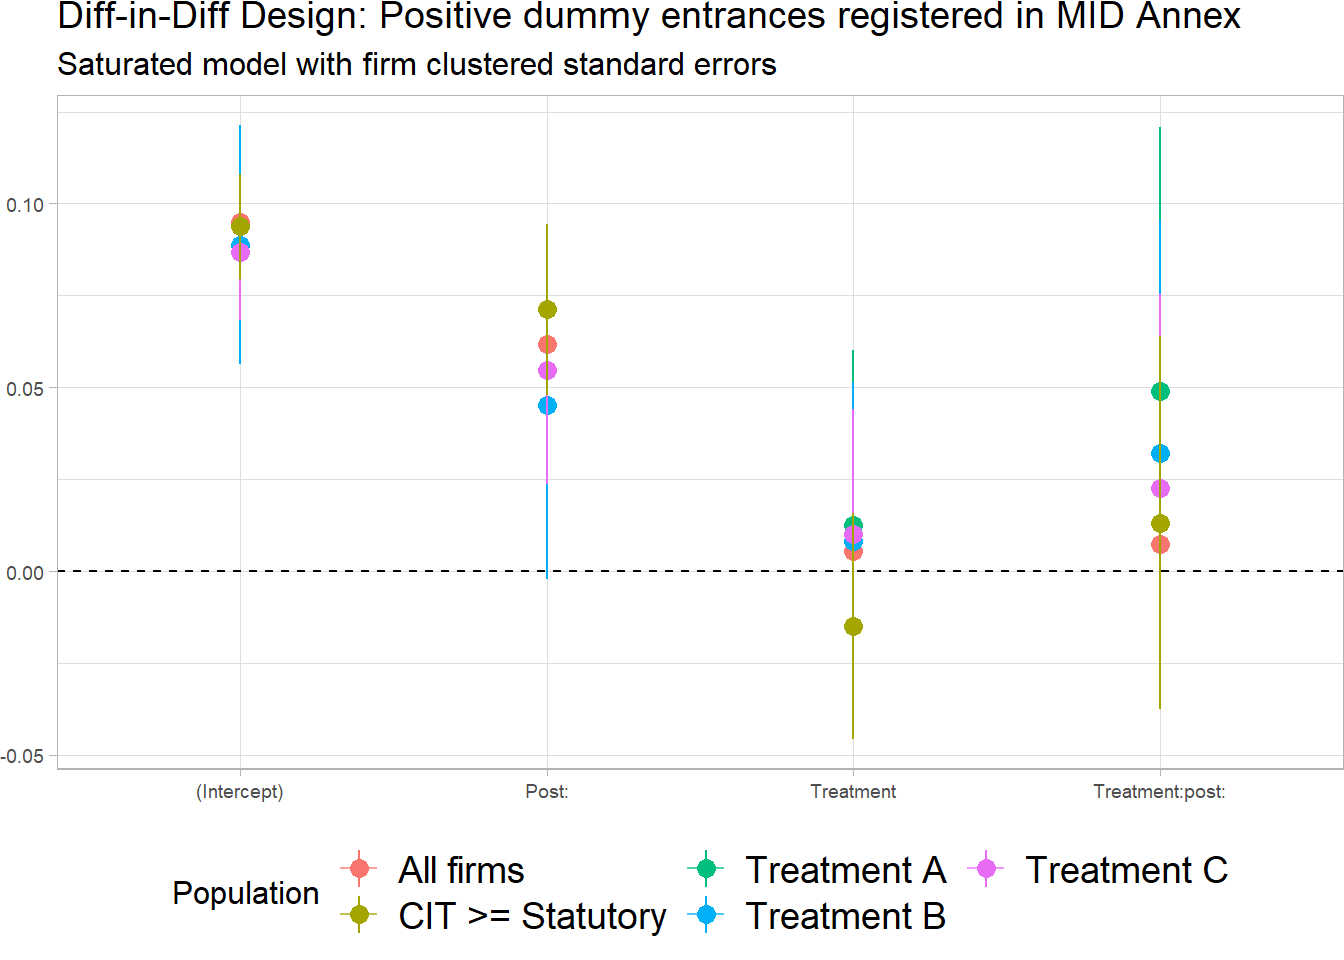 Diff-in-Diff Design: Positive dummy entrances registered in MID Annex
Saturated model with firm clustered standard errors
0.10
0.05
0.00
-0.05
(Intercept) Post: Treatment Treatment:post:
Population
All firms Treatment A Treatment C
CIT >= Statutory Treatment B